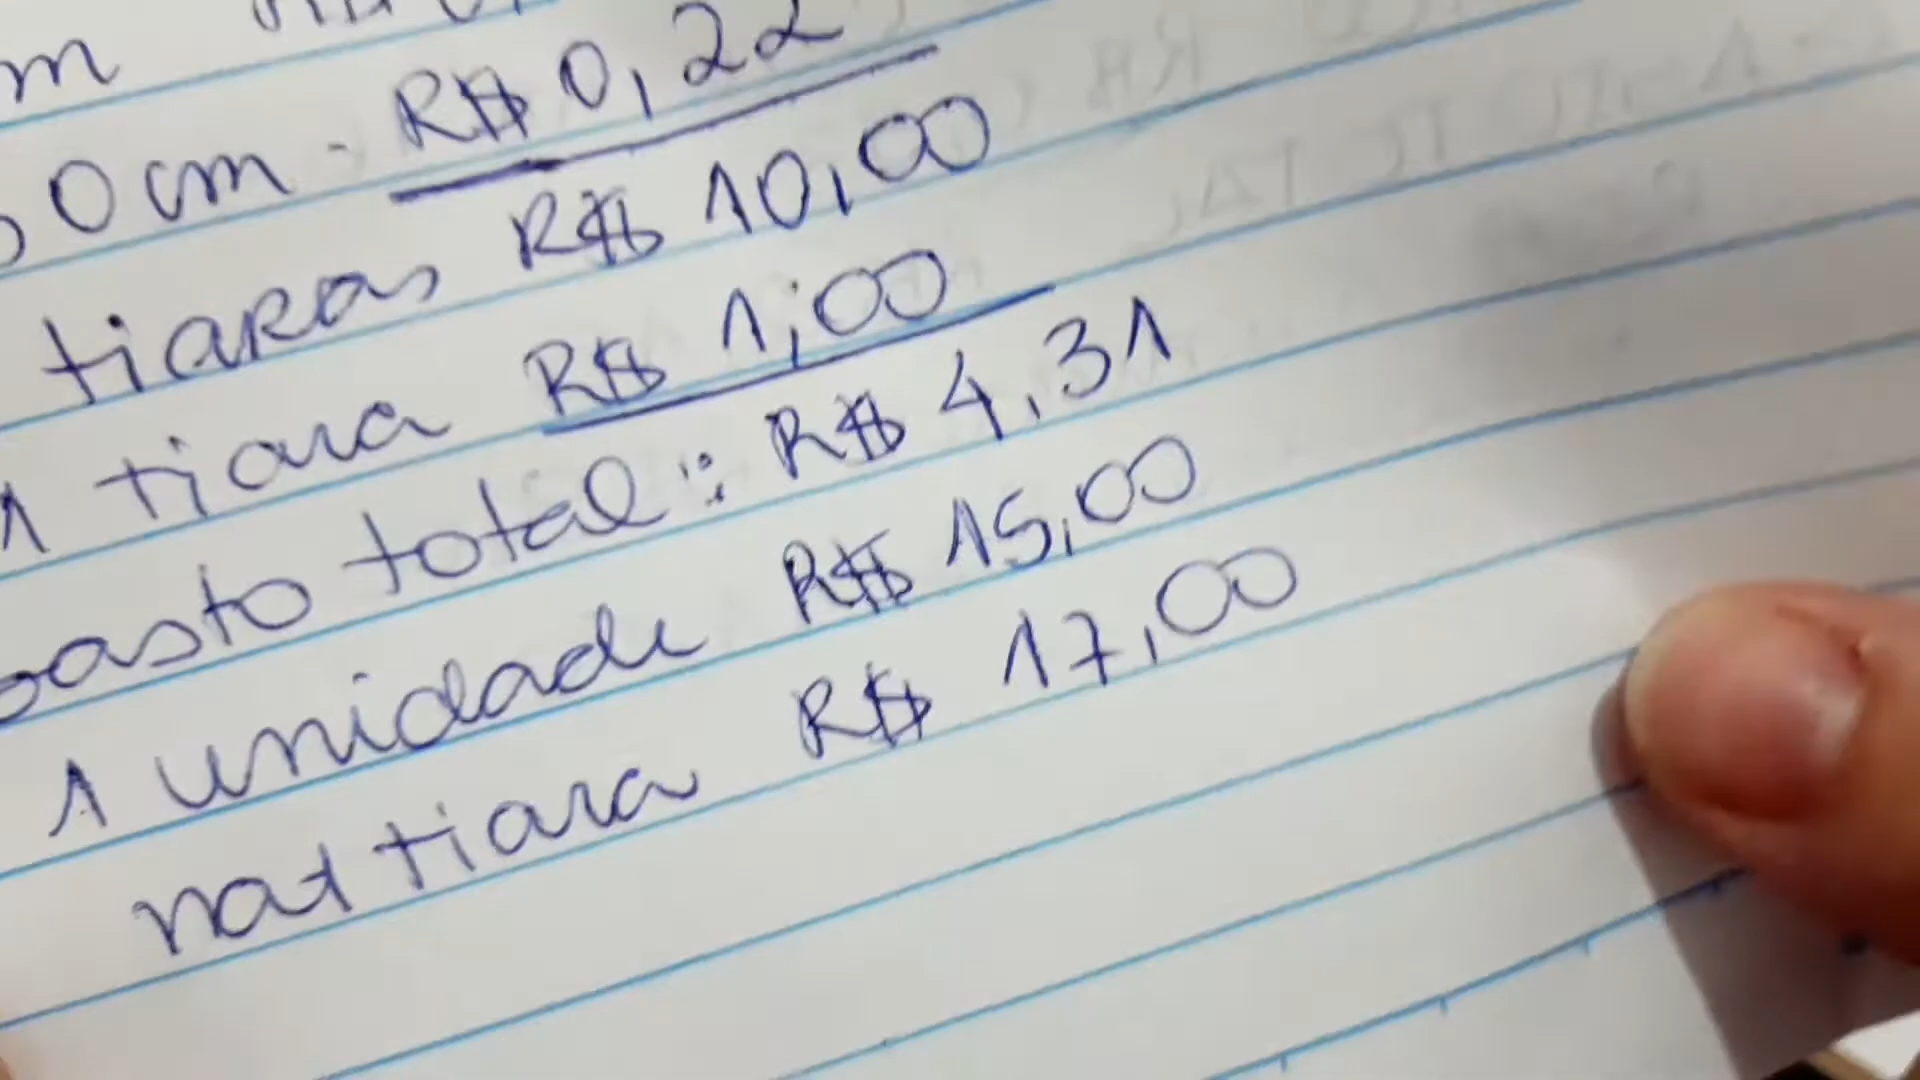 m
0 cm - R$ 0,22
tiaras R$ 10,00
1 tiara R$ 1,00
Gasto total: R$ 4,31
1 unidade R$ 15,00
na tiara R$ 17,00